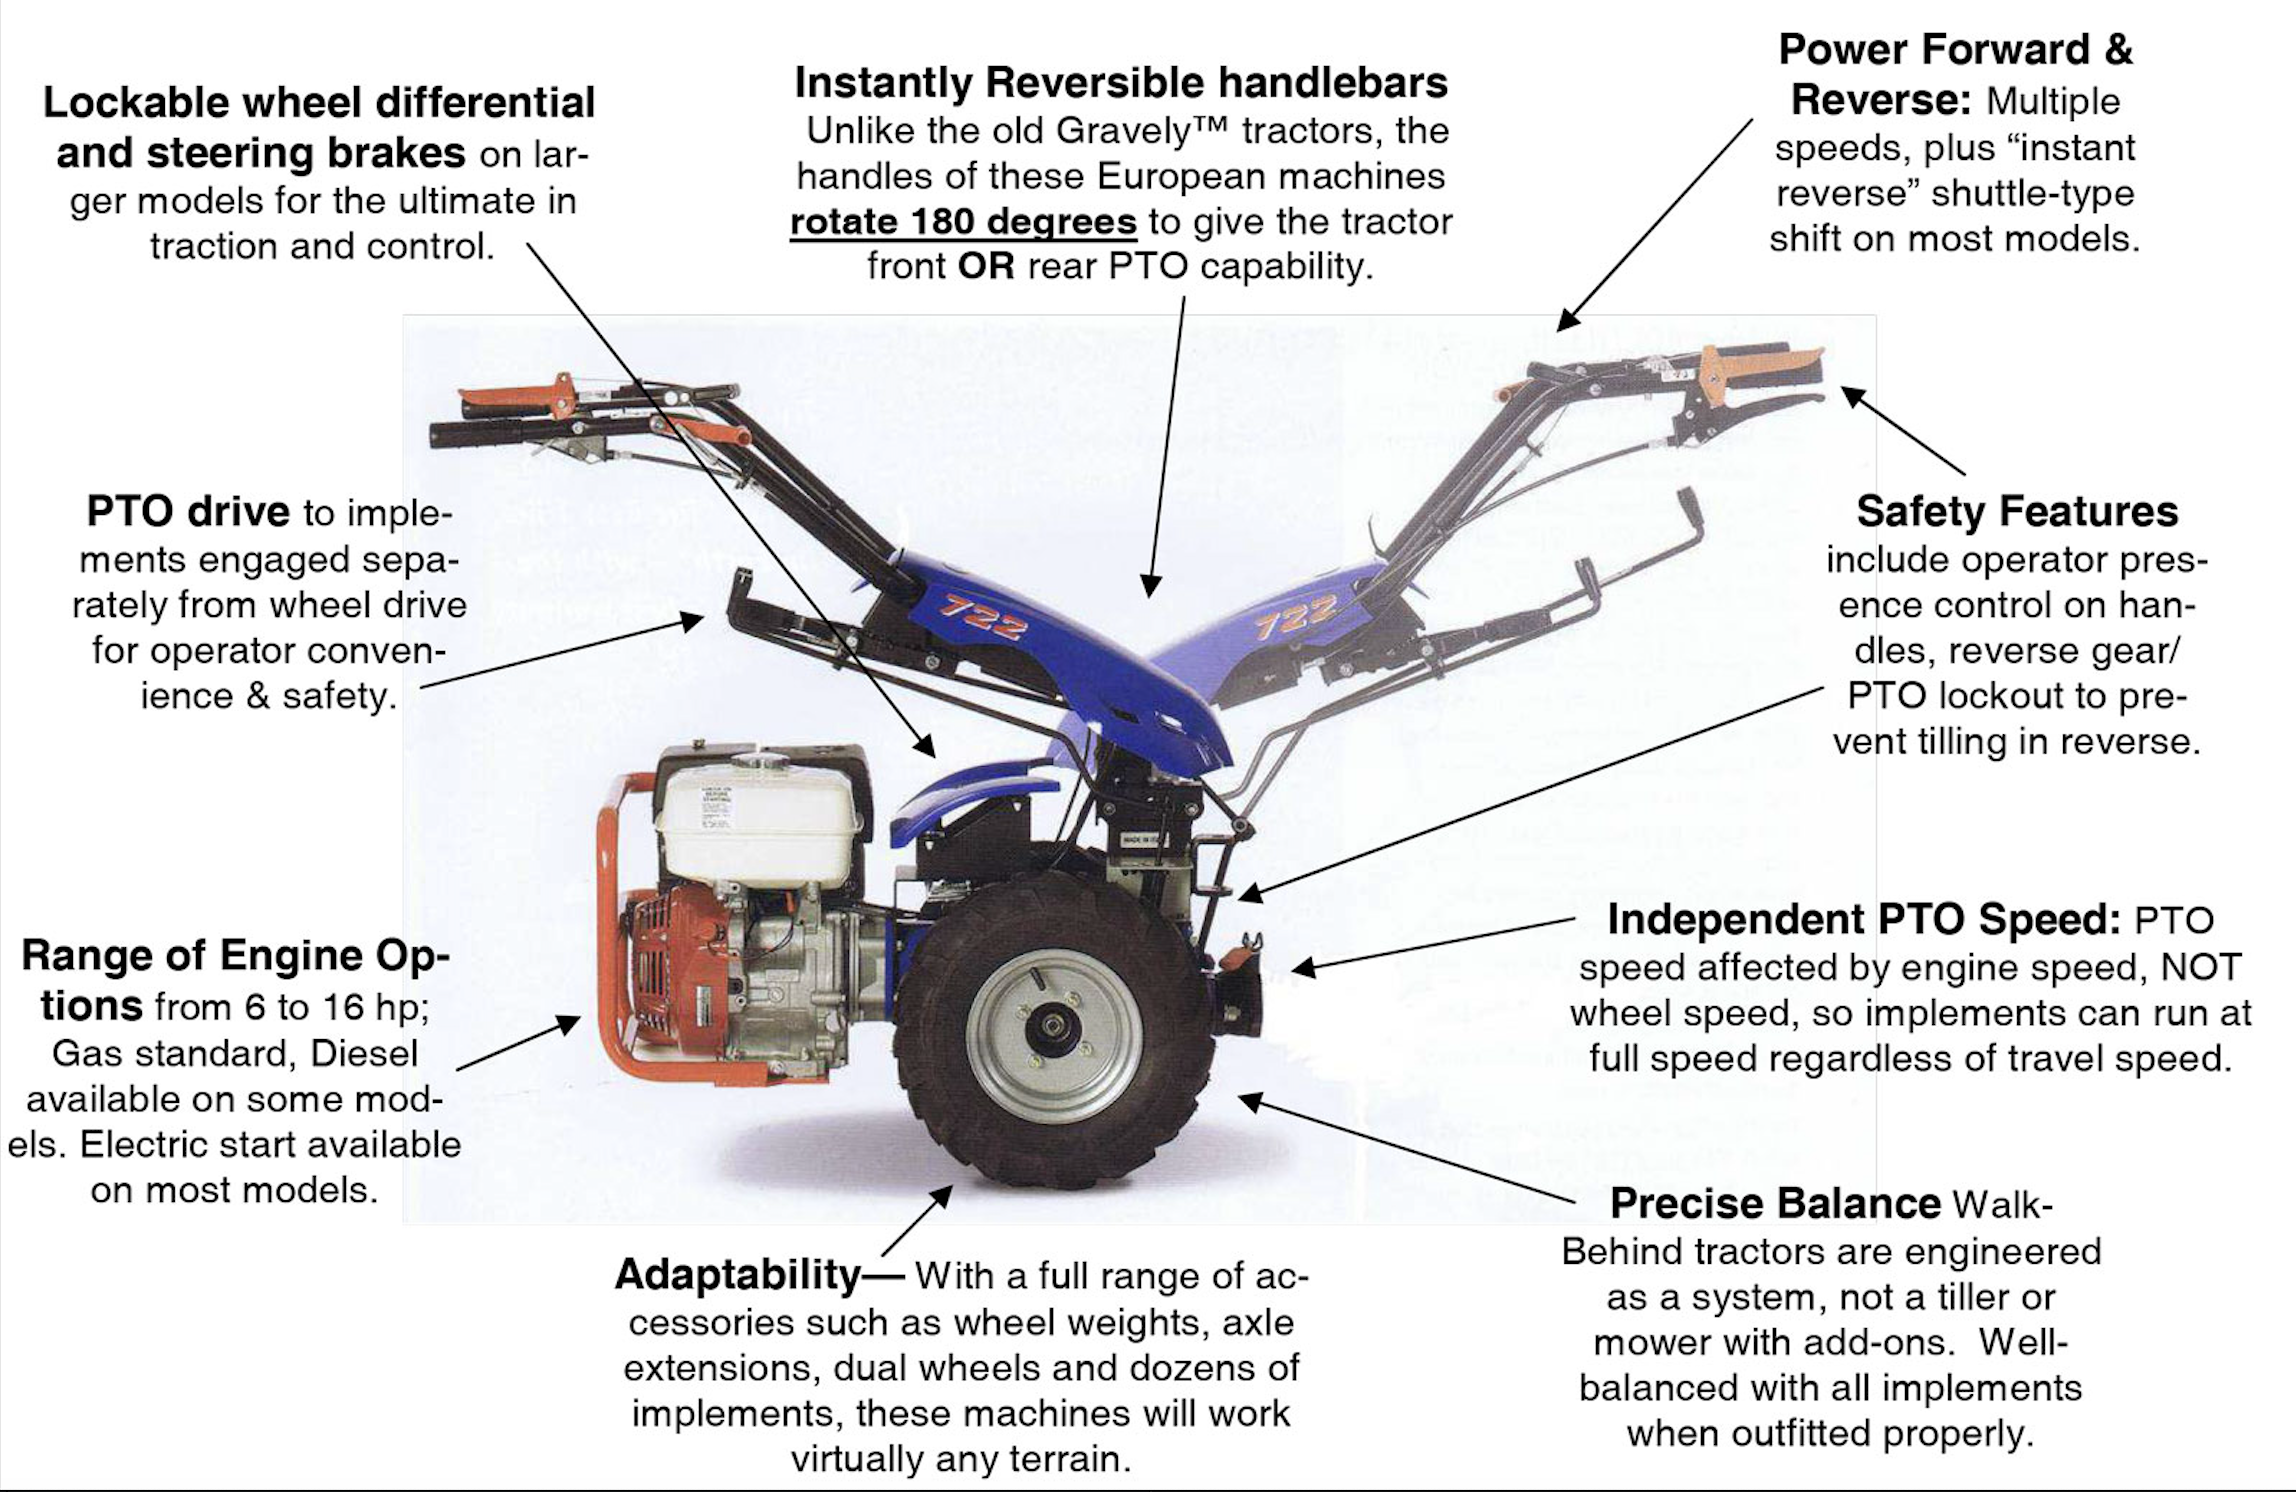 Lockable wheel differential
and steering brakes on lar-
ger models for the ultimate in
traction and control.
Instantly Reversible handlebars
Unlike the old Gravely™ tractors, the
handles of these European machines
rotate 180 degrees to give the tractor
front OR rear PTO capability.
Power Forward &
Reverse: Multiple
speeds, plus “instant
reverse” shuttle-type
shift on most models.
PTO drive to imple-
ments engaged sepa-
rately from wheel drive
for operator conven-
ience & safety.
722
722
Safety Features
include operator pres-
ence control on han-
dles, reverse gear/
PTO lockout to pre-
vent tilling in reverse.
Range of Engine Op-
tions from 6 to 16 hp;
Gas standard, Diesel
available on some mod-
els. Electric start available
on most models.
Independent PTO Speed: PTO
speed affected by engine speed, NOT
wheel speed, so implements can run at
full speed regardless of travel speed.
Adaptability— With a full range of ac-
cessories such as wheel weights, axle
extensions, dual wheels and dozens of
implements, these machines will work
virtually any terrain.
Precise Balance Walk-
Behind tractors are engineered
as a system, not a tiller or
mower with add-ons.  Well-
balanced with all implements
when outfitted properly.